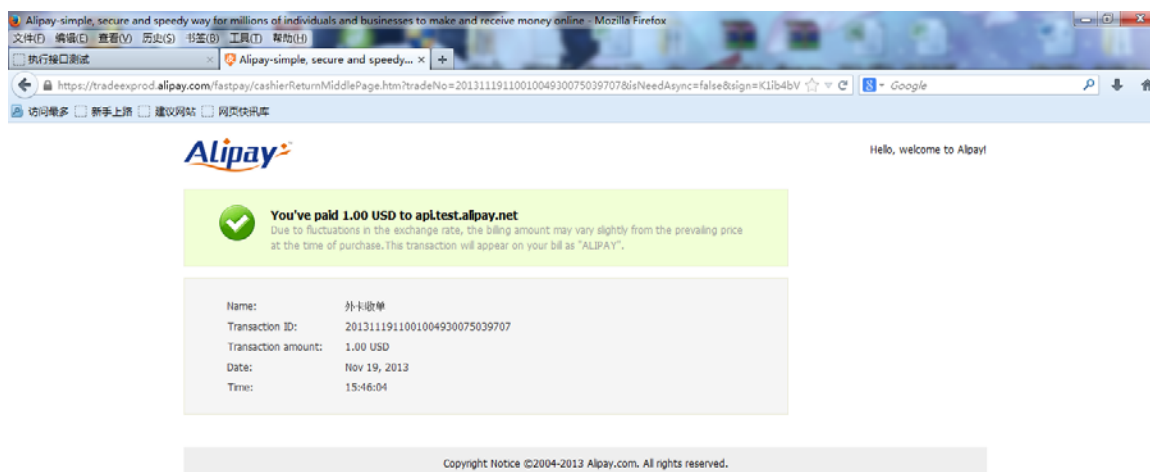 Alipay-simple, secure and speedy way for millions of individuals and businesses to make and receive money online - Mozilla Firefox
文件(F) 编辑(E) 查看(V) 历史(S) 书签(B) 工具(T) 帮助(H)
执行接口测试 × Alipay-simple, secure and speedy... × +
https://tradeexprod.alipay.com/fastpay/cashierReturnMiddlePage.htm?tradeNo=2013111911001004930075039707&isNeedAsync=false&sign=K1ib4bV Google
访问最多 新手上路 建议网站 网页快讯库
Alipay
Hello, welcome to Alipay!
You've paid 1.00 USD to api.test.alipay.net
Due to fluctuations in the exchange rate, the billing amount may vary slightly from the prevailing price
at the time of purchase.This transaction will appear on your bill as "ALIPAY".
Name: 外卡收单
Transaction ID: 2013111911001004930075039707
Transaction amount: 1.00 USD
Date: Nov 19, 2013
Time: 15:46:04
Copyright Notice ©2004-2013 Alipay.com. All rights reserved.